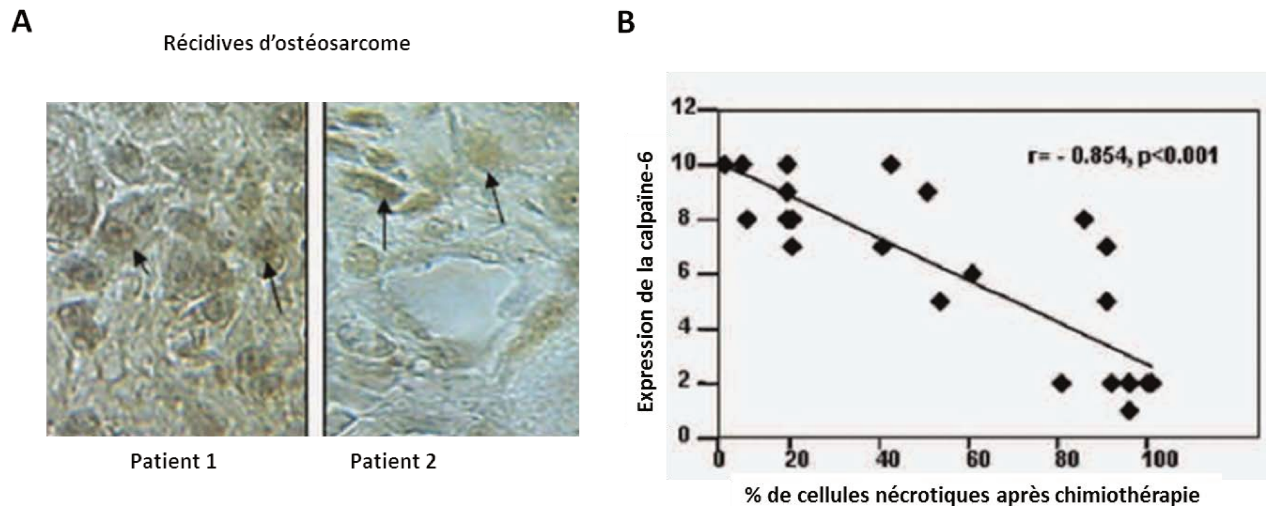 A
Récidives d’ostéosarcome
Patient 1
Patient 2
B
Expression de la calpaïne-6
12
10
8
6
4
2
0
r= - 0.854, p<0.001
0 20 40 60 80 100
% de cellules nécrotiques après chimiothérapie